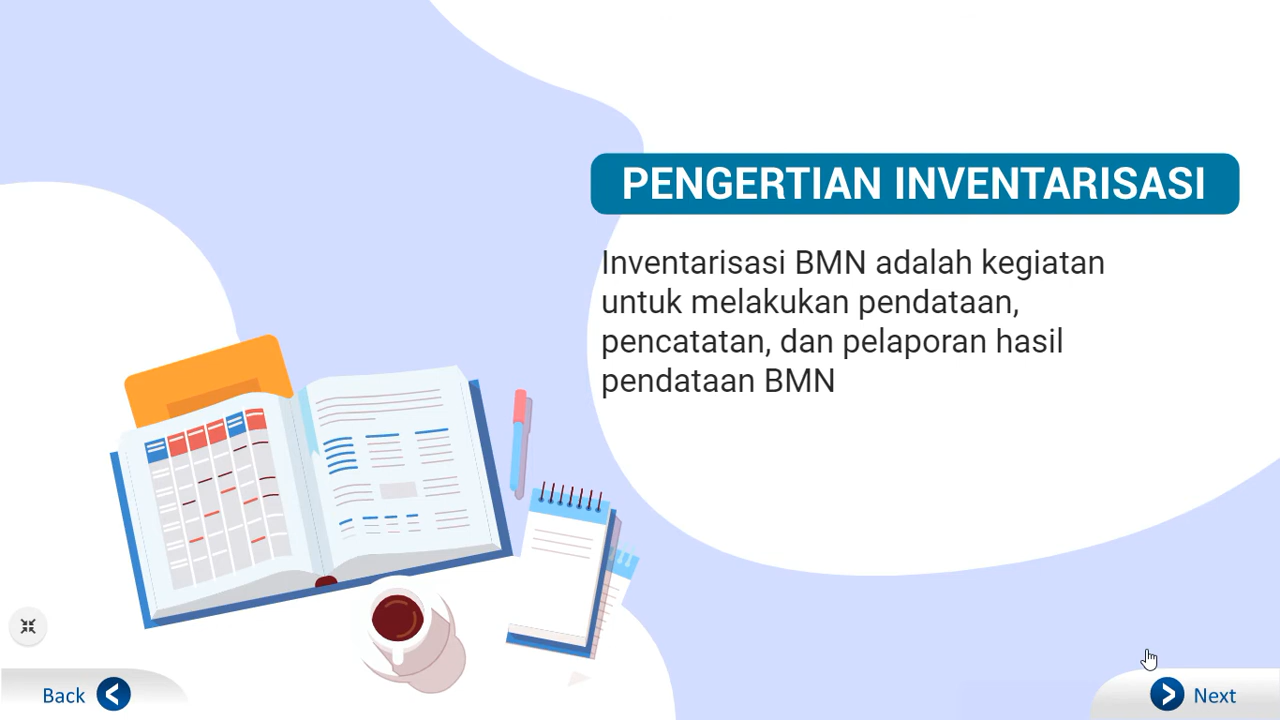 PENGERTIAN INVENTARISASI
Inventarisasi BMN adalah kegiatan
untuk melakukan pendataan,
pencatatan, dan pelaporan hasil
pendataan BMN
Back
Next